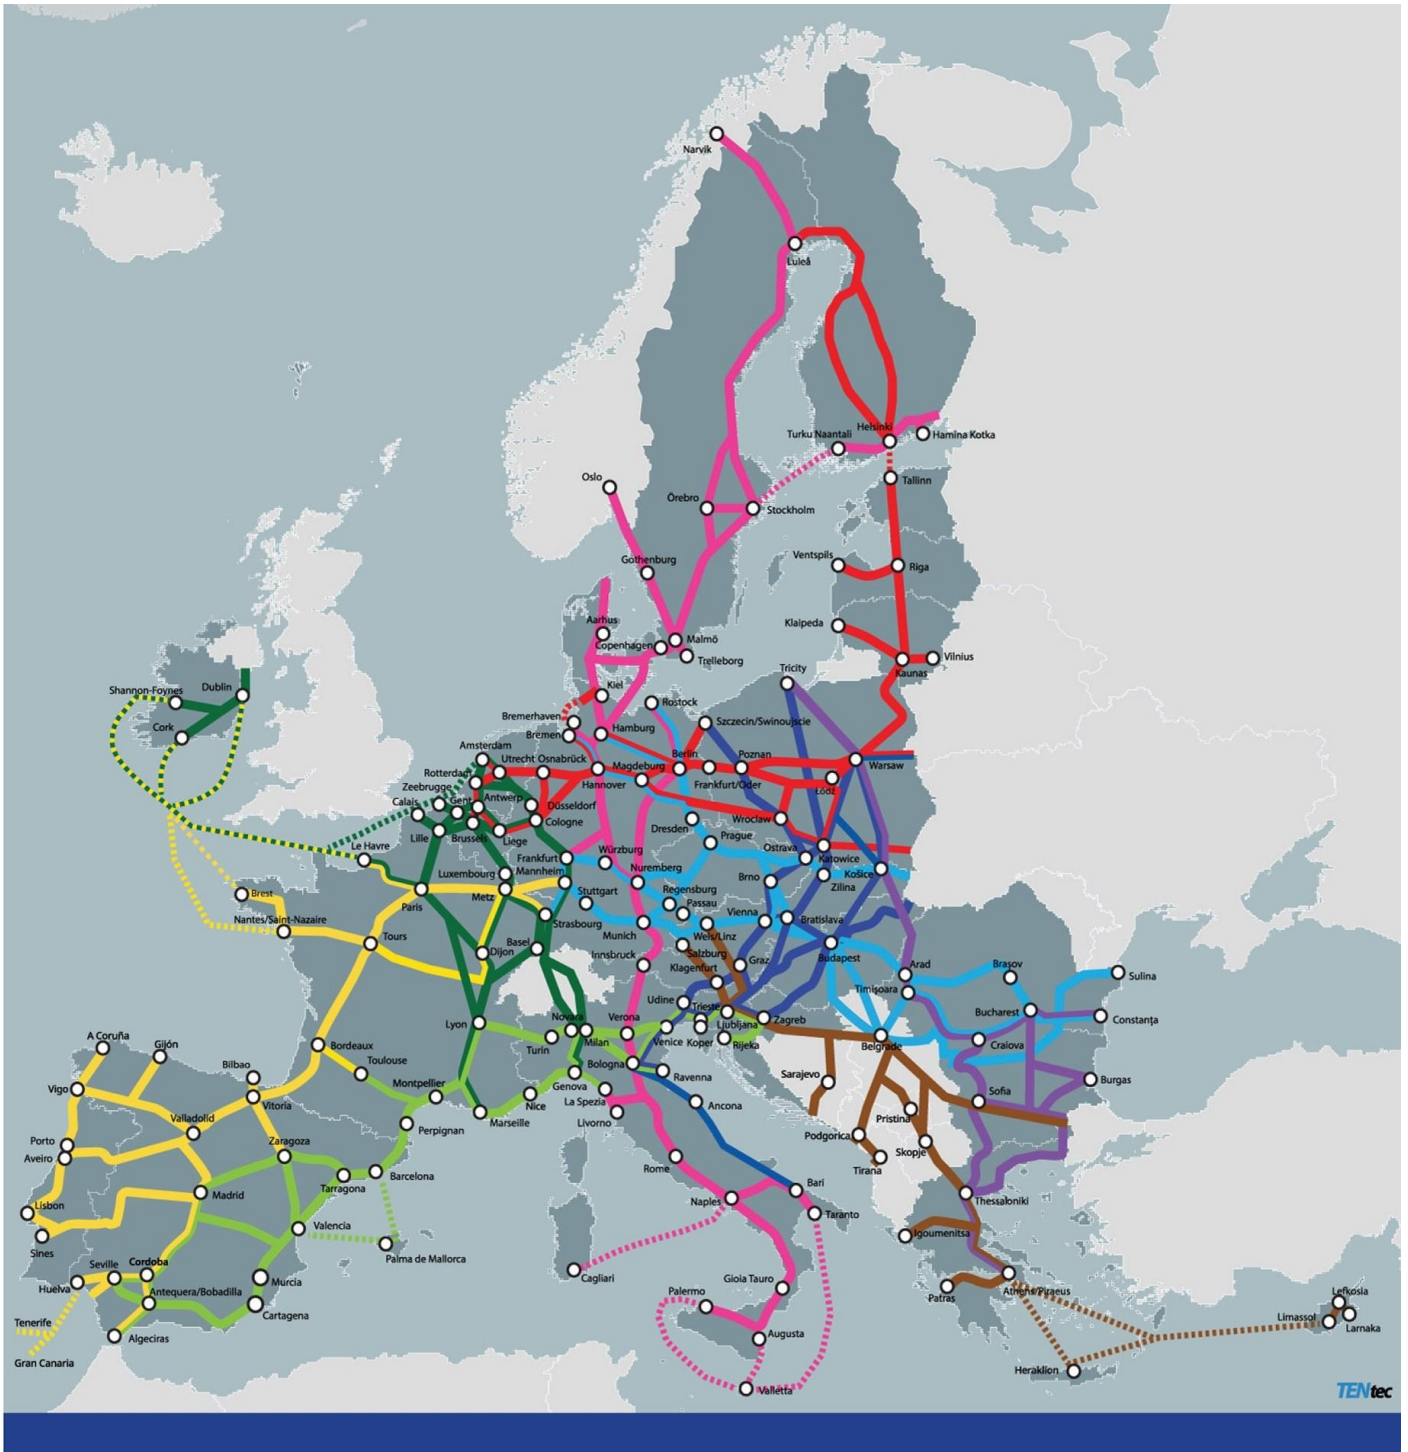 Narvik
Luleå
Helsinki
Turku Naantali
Hamina Kotka
Oslo
Tallinn
Örebro
Stockholm
Ventspils
Gothenburg
Riga
Aarhus
Klaipeda
Copenhagen
Malmö
Trelleborg
Vilnius
Kaunas
Tricity
Shannon-Foynes
Dublin
Kiel
Rostock
Cork
Bremerhaven
Szczecin/Swinoujscie
Bremen
Hamburg
Amsterdam
Berlin
Poznan
Warsaw
Utrecht
Osnabrück
Magdeburg
Rotterdam
Hannover
Frankfurt/Oder
Łódź
Zeebrugge
Calais
Gent
Antwerp
Düsseldorf
Cologne
Wroclaw
Dresden
Lille
Brussels
Liege
Prague
Le Havre
Ostrava
Katowice
Frankfurt
Würzburg
Luxembourg
Mannheim
Nuremberg
Brno
Zilina
Košice
Brest
Paris
Metz
Stuttgart
Regensburg
Passau
Nantes/Saint-Nazaire
Strasbourg
Vienna
Bratislava
Tours
Munich
Wels/Linz
Basel
Dijon
Salzburg
Budapest
Innsbruck
Graz
Klagenfurt
Arad
Brașov
Sulina
Timișoara
Udine
Trieste
Bucharest
Constanța
Lyon
Novara
Verona
Ljubljana
Zagreb
A Coruña
Gijón
Turin
Milan
Venice
Koper
Rijeka
Belgrade
Craiova
Bordeaux
Bilbao
Toulouse
Bologna
Ravenna
Sarajevo
Burgas
Vigo
Montpellier
Genova
Sofia
Vitoria
Nice
La Spezia
Ancona
Valladolid
Marseille
Livorno
Pristina
Porto
Perpignan
Podgorica
Zaragoza
Skopje
Aveiro
Rome
Tirana
Barcelona
Tarragona
Madrid
Bari
Naples
Thessaloniki
Lisbon
Taranto
Valencia
Igoumenitsa
Sines
Palma de Mallorca
Seville
Cordoba
Cagliari
Gioia Tauro
Huelva
Murcia
Palermo
Patras
Athens/Piraeus
Lefkosia
Antequera/Bobadilla
Cartagena
Limassol
Larnaka
Tenerife
Algeciras
Augusta
Gran Canaria
Heraklion
Valletta
TENtec